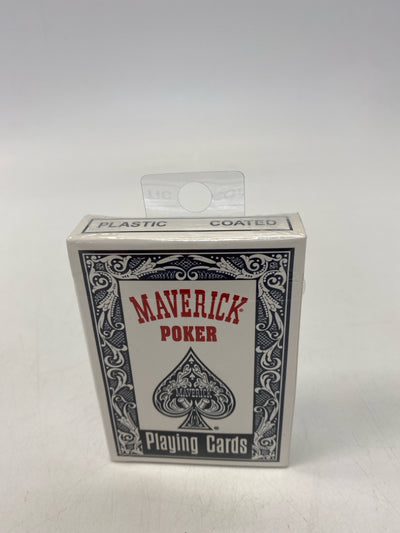 PLASTIC COATED
MAVERICK®
POKER
MAVERICK
®
Playing Cards